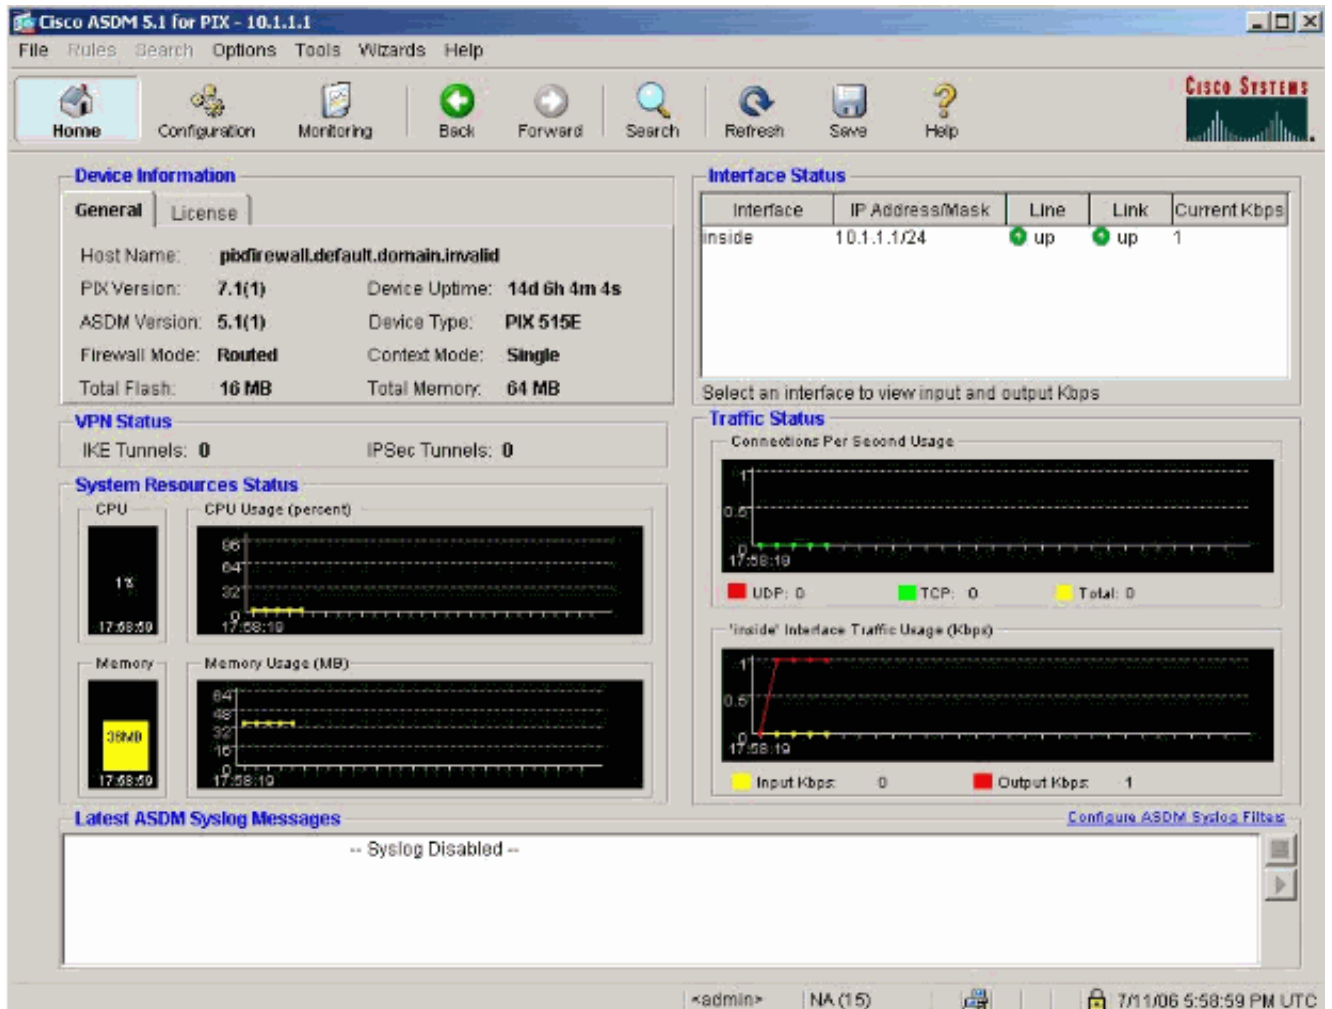 Cisco ASDM 5.1 for PIX - 10.1.1.1
File Rules Search Options Tools Wizards Help
Home Configuration Monitoring Back Forward Search Refresh Save Help
CISCO SYSTEMS
Device Information
General License
Host Name: pixfirewall.default.domain.invalid
PIX Version: 7.1(1) Device Uptime: 14d 6h 4m 4s
ASDM Version: 5.1(1) Device Type: PIX 515E
Firewall Mode: Routed Context Mode: Single
Total Flash: 16 MB Total Memory: 64 MB
Interface Status
Interface IP Address/Mask Line Link Current Kbps
inside 10.1.1.1/24 up up 1
Select an interface to view input and output Kbps
VPN Status
IKE Tunnels: 0 IPSec Tunnels: 0
System Resources Status
CPU
1%
17:58:59
CPU Usage (percent)
96
64
32
0
17:58:19
Memory
36MB
17:58:59
Memory Usage (MB)
64
48
32
16
0
17:58:19
Traffic Status
Connections Per Second Usage
1
0.5
0
17:58:19
UDP: 0 TCP: 0 Total: 0
'inside' Interface Traffic Usage (Kbps)
1
0.5
0
17:58:19
Input Kbps: 0 Output Kbps: 1
Latest ASDM Syslog Messages
Configure ASDM Syslog Filters
-- Syslog Disabled --
<admin> NA (15) 7/11/06 5:58:59 PM UTC